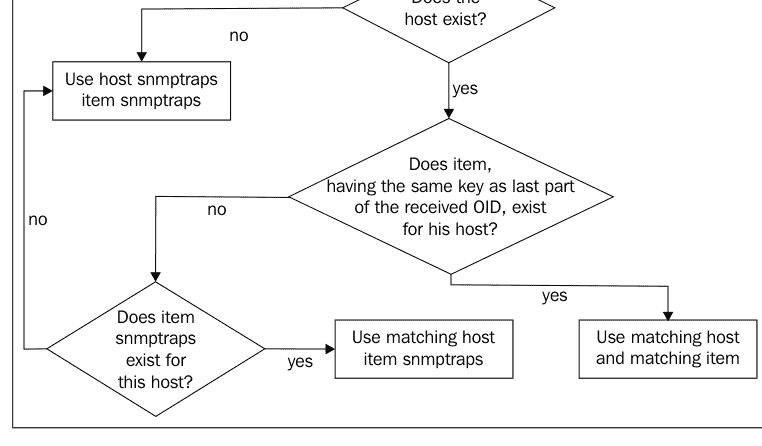 Does the
host exist?
no
Use host snmptraps
item snmptraps
yes
Does item,
having the same key as last part
of the received OID, exist
for his host?
no
no
yes
Does item
snmptraps
exist for
this host?
yes
Use matching host
item snmptraps
Use matching host
and matching item